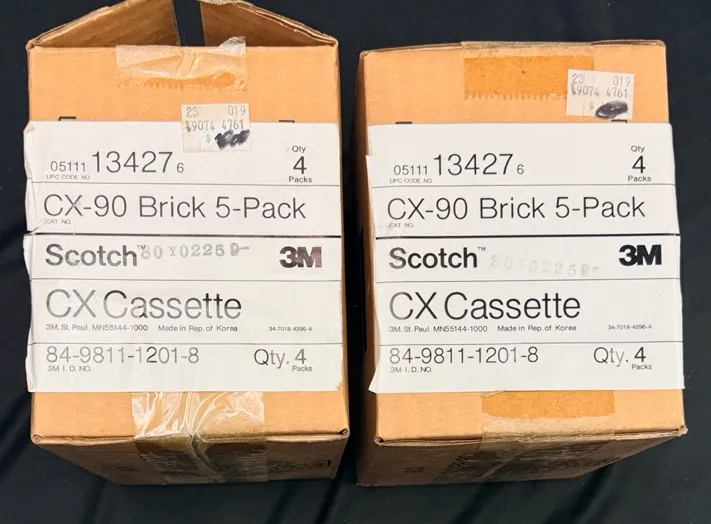 23 019
$9074 4761
$
05111 13427 6
UPC CODE NO.
Qty
4
Packs
CX-90 Brick 5-Pack
CAT NO.
Scotch™ 80Y02259- 3M
CX Cassette
3M, St. Paul, MN55144-1000 Made in Rep. of Korea 34-7018-4296-4
84-9811-1201-8 Qty. 4
3M I. D. NO. Packs
23 019
$9074 4761
$
05111 13427 6
UPC CODE NO.
Qty
4
Packs
CX-90 Brick 5-Pack
CAT NO.
Scotch™ 80Y02259- 3M
CX Cassette
3M, St. Paul, MN55144-1000 Made in Rep. of Korea 34-7018-4296-4
84-9811-1201-8 Qty. 4
3M I. D. NO. Packs